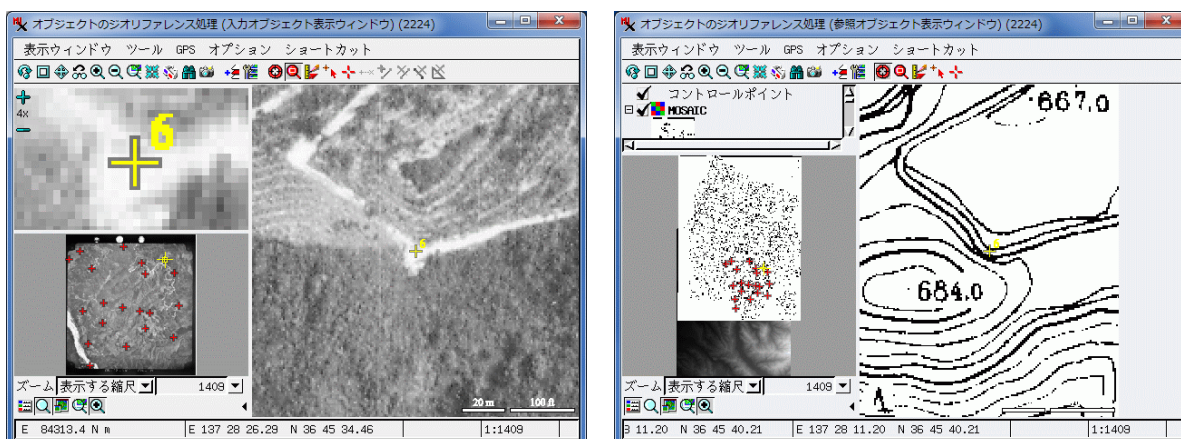 オブジェクトのジオリファレンス処理 (入力オブジェクト表示ウィンドウ) (2224)
表示ウィンドウ ツール GPS オプション ショートカット
4x
6
6
ズーム 表示する縮尺 1409
20 m 100 ft
E 84313.4 N m E 137 28 26.29 N 36 45 34.46 1:1409
オブジェクトのジオリファレンス処理 (参照オブジェクト表示ウィンドウ) (2224)
表示ウィンドウ ツール GPS オプション ショートカット
コントロールポイント
MOSAIC
667.0
6
684.0
ズーム 表示する縮尺 1409
3 11.20 N 36 45 40.21 E 137 28 11.20 N 36 45 40.21 1:1409